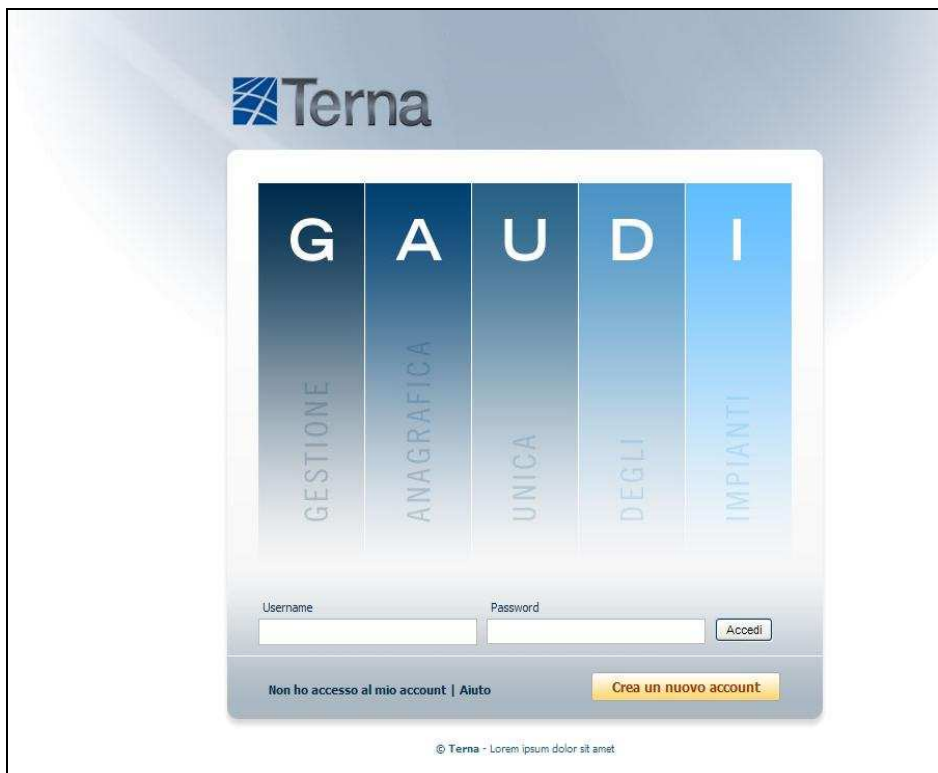 Terna
G A U D I
GESTIONE
ANAGRAFICA
UNICA
DEGLI
IMPIANTI
Username
Password
Accedi
Non ho accesso al mio account | Aiuto
Crea un nuovo account
© Terna - Lorem ipsum dolor sit amet